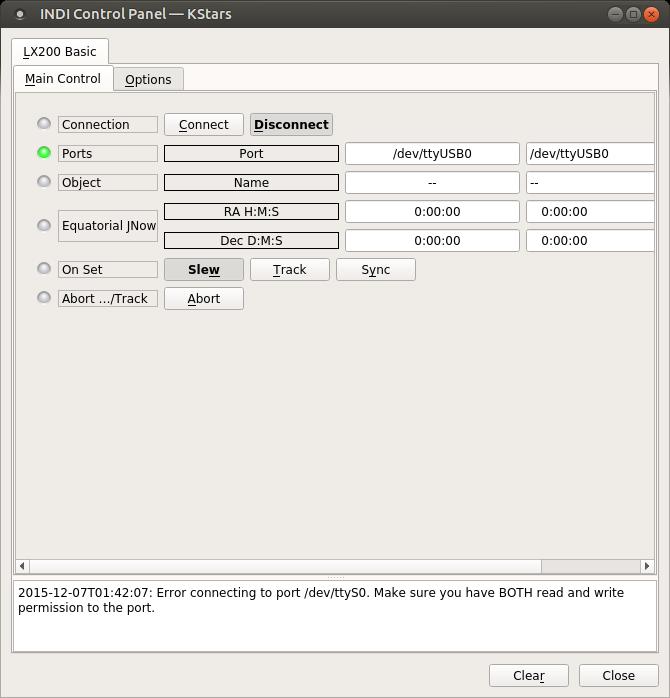 INDI Control Panel — KStars
LX200 Basic
Main Control Options
Connection Connect Disconnect
Ports Port /dev/ttyUSB0 /dev/ttyUSB0
Object Name -- --
Equatorial JNow
RA H:M:S 0:00:00 0:00:00
Dec D:M:S 0:00:00 0:00:00
On Set Slew Track Sync
Abort .../Track Abort
2015-12-07T01:42:07: Error connecting to port /dev/ttyS0. Make sure you have BOTH read and write
permission to the port.
Clear Close